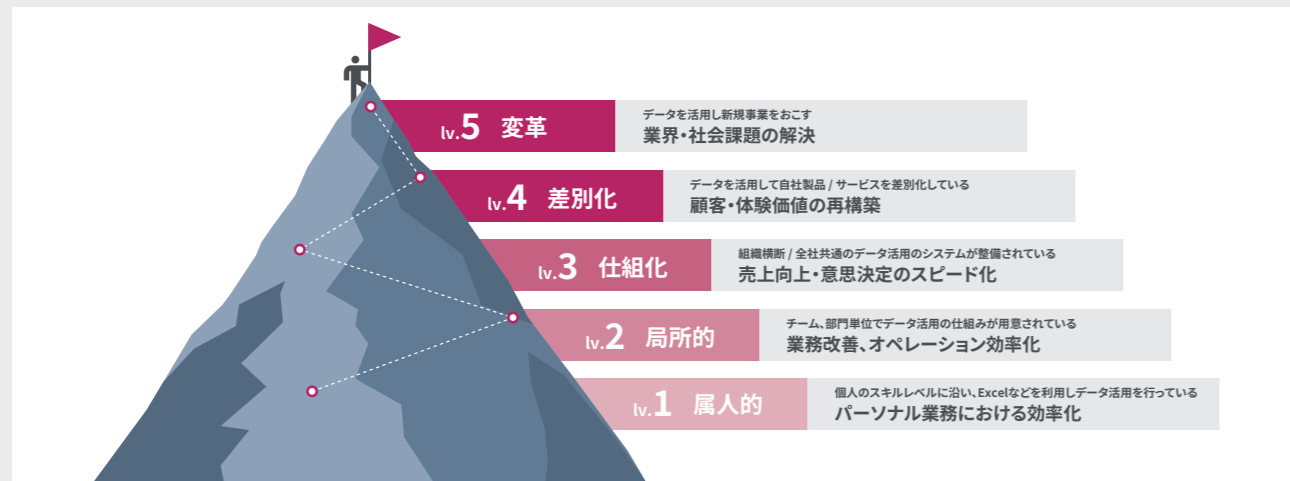 lv.5 変革
データを活用し新規事業をおこす
業界・社会課題の解決
lv.4 差別化
データを活用して自社製品 / サービスを差別化している
顧客・体験価値の再構築
lv.3 仕組化
組織横断 / 全社共通のデータ活用のシステムが整備されている
売上向上・意思決定のスピード化
lv.2 局所的
チーム、部門単位でデータ活用の仕組みが用意されている
業務改善、オペレーション効率化
lv.1 属人的
個人のスキルレベルに沿い、Excelなどを利用しデータ活用を行っている
パーソナル業務における効率化